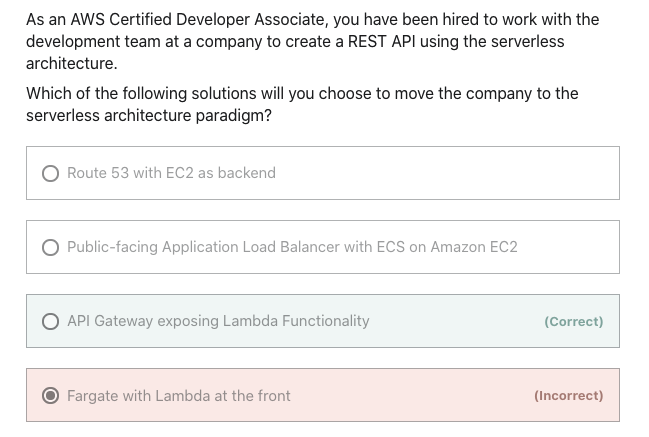 As an AWS Certified Developer Associate, you have been hired to work with the
development team at a company to create a REST API using the serverless
architecture.
Which of the following solutions will you choose to move the company to the
serverless architecture paradigm?
Route 53 with EC2 as backend
Public-facing Application Load Balancer with ECS on Amazon EC2
API Gateway exposing Lambda Functionality (Correct)
Fargate with Lambda at the front (Incorrect)